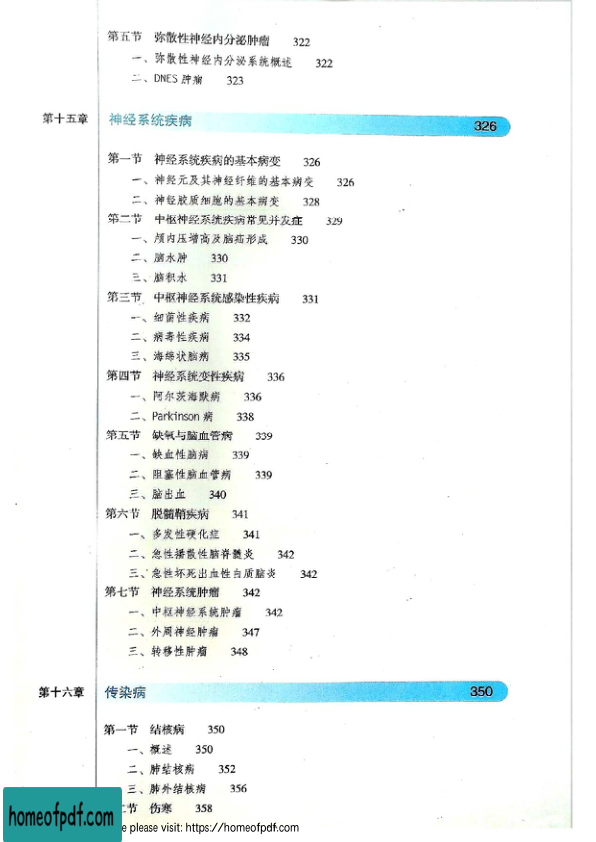 第五节 弥散性神经内分泌肿瘤 322
一、弥散性神经内分泌系统概述 322
二、DNES 肿瘤 323
第十五章 神经系统疾病 326
第一节 神经系统疾病的基本病变 326
一、神经元及其神经纤维的基本病变 326
二、神经胶质细胞的基本病变 328
第二节 中枢神经系统疾病常见并发症 329
一、颅内压增高及脑疝形成 330
二、脑水肿 330
三、脑积水 331
第三节 中枢神经系统感染性疾病 331
一、细菌性疾病 332
二、病毒性疾病 334
三、海绵状脑病 335
第四节 神经系统变性疾病 336
一、阿尔茨海默病 336
二、Parkinson 病 338
第五节 缺氧与脑血管病 339
一、缺血性脑病 339
二、阻塞性脑血管病 339
三、脑出血 340
第六节 脱髓鞘疾病 341
一、多发性硬化症 341
二、急性播散性脑脊髓炎 342
三、急性坏死出血性白质脑炎 342
第七节 神经系统肿瘤 342
一、中枢神经系统肿瘤 342
二、外周神经肿瘤 347
三、转移性肿瘤 348
第十六章 传染病 350
第一节 结核病 350
一、概述 350
二、肺结核病 352
三、肺外结核病 356
二节 伤寒 358
homeofpdf.com
please visit: https://homeofpdf.com